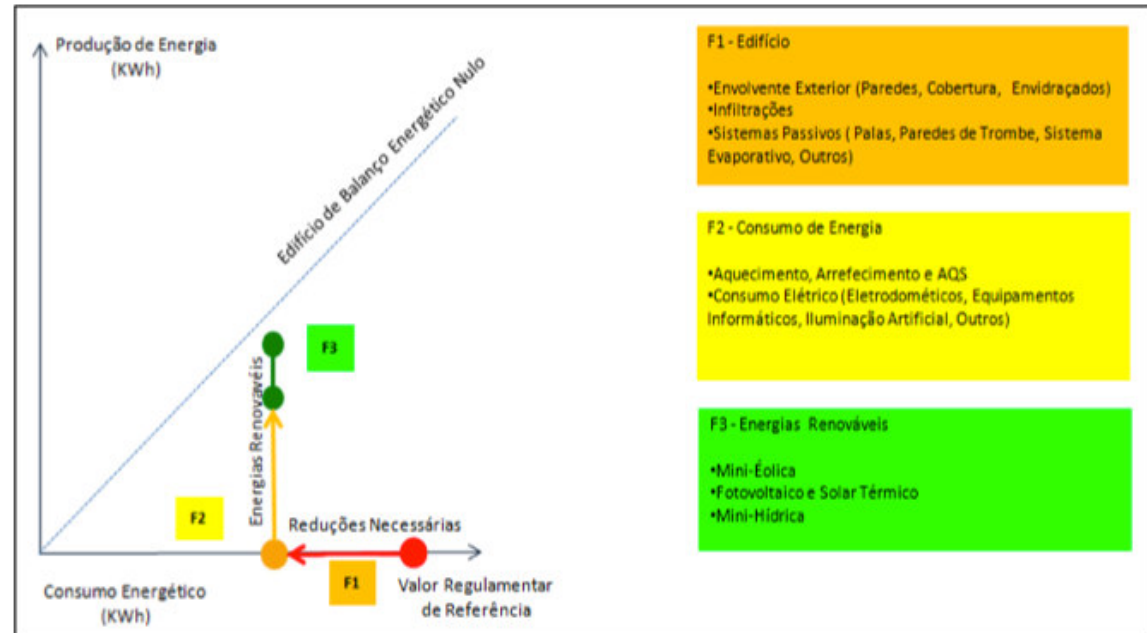 Produção de Energia
(KWh)
Edifício de Balanço Energético Nulo
F3
Energias Renovavéis
F2
Reduções Necessárias
F1
Consumo Energético
(KWh)
Valor Regulamentar
de Referência
F1 - Edifício
•Envolvente Exterior (Paredes, Cobertura, Envidraçados)
•Infiltrações
•Sistemas Passivos ( Palas, Paredes de Trombe, Sistema
Evaporativo, Outros)
F2 - Consumo de Energia
•Aquecimento, Arrefecimento e AQS
•Consumo Elétrico (Eletrodométicos, Equipamentos
Informáticos, Iluminação Artificial, Outros)
F3 - Energias Renováveis
•Mini-Éolica
•Fotovoltaico e Solar Térmico
•Mini-Hídrica